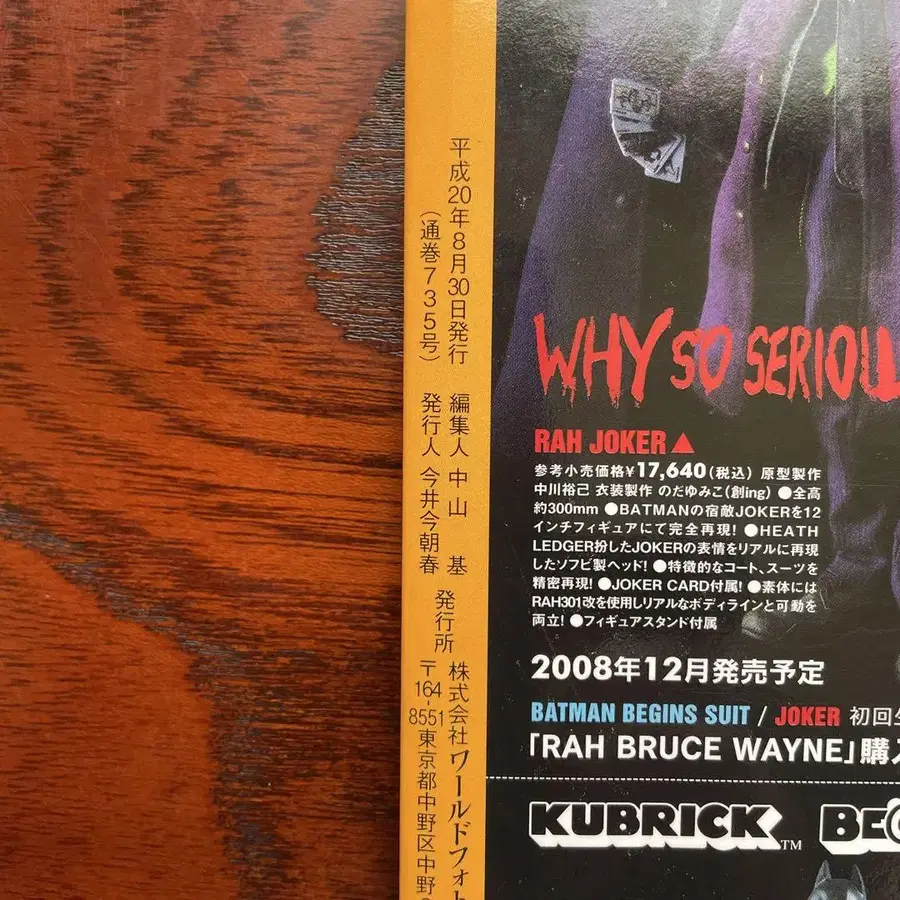 平成20年8月30日発行
(通巻735号)
編集人 中山 基
発行人 今井今朝春
発行所
株式会社ワールドフォト
〒164-8551東京都中野区中野
WHY SO SERIOU
RAH JOKER▲
参考小売価格¥17,640(税込) 原型製作
中川裕己 衣装製作 のだゆみこ(創ing) ●全高
約300mm ●BATMANの宿敵JOKERを12
インチフィギュアにて完全再現! ●HEATH
LEDGER扮したJOKERの表情をリアルに再現
したソフビ製ヘッド! ●特徴的なコート、スーツを
精密再現! ●JOKER CARD付属! ●素体には
RAH301改を使用しリアルなボディラインと可動を
両立! ●フィギュアスタンド付属
2008年12月発売予定
BATMAN BEGINS SUIT / JOKER 初回生
「RAH BRUCE WAYNE」購入
KUBRICK TM BE